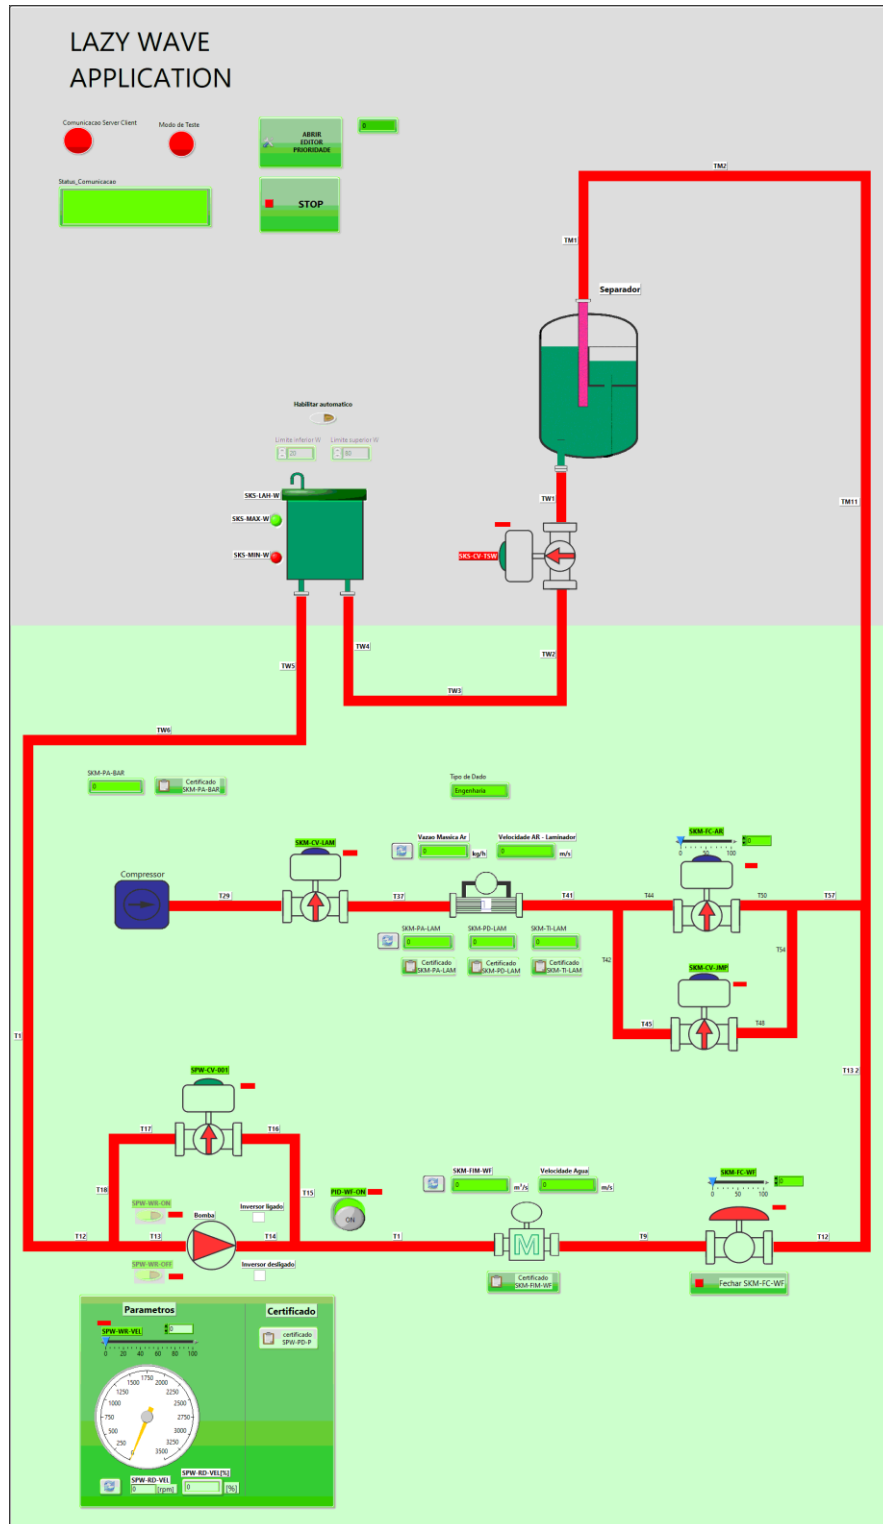 LAZY WAVE
APPLICATION
Comunicacao Server Client
Modo de Teste
ABRIR
EDITOR
PRIORIDADE
0
Status_Comunicacao
STOP
TM2
TM1
Separador
Habilitar automatico
Limite inferior W
Limite superior W
20
SKS-LAH-W
SKS-MAX-W
SKS-MIN-W
TW1
TM11
SKS-CV-TSW
TW4
TW5
TW2
TW3
TW6
SKM-PA-BAR
0
Certificado
SKM-PA-BAR
Tipo de Dado
Engenharia
SKM-CV-LAM
Vazao Massica Ar
0
kg/h
Velocidade AR - Laminador
0
m/s
SKM-FC-AR
0
0 50 100
Compressor
T29
T37
T41
T44
T50
T57
SKM-PA-LAM
SKM-PD-LAM
SKM-TI-LAM
0
0
0
Certificado
SKM-PA-LAM
Certificado
SKM-PD-LAM
Certificado
SKM-TI-LAM
T42
T54
SKM-CV-JMP
T45
T48
T1
SPW-CV-001
T13 2
T17
T16
T18
T15
SPW-WR-ON
Bomba
Inversor ligado
PID-WF-ON
ON
SKM-FIM-WF
0
m³/s
Velocidade Agua
0
m/s
SKM-FC-WF
0
0 50 100
T12
T13
T14
T1
T9
T12
SPW-WR-OFF
Inversor desligado
M
Certificado
SKM-FIM-WF
Fechar SKM-FC-WF
Parametros
Certificado
SPW-WR-VEL
0
0 20 40 60 80 100
certificado
SPW-PD-P
0 250 500 750 1000 1250 1500 1750 2000 2250 2500 2750 3000 3250 3500
SPW-RD-VEL
0
[rpm]
SPW-RD-VEL[%]
0
[%]